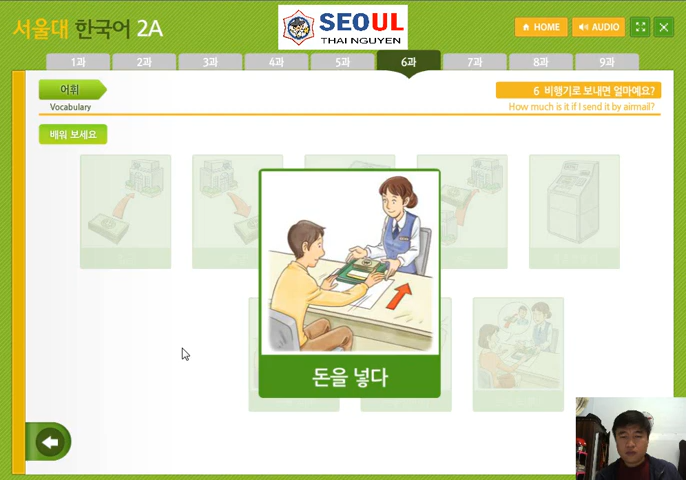 서울대 한국어 2A
SEOUL
THAI NGUYEN
HOME
AUDIO
1과
2과
3과
4과
5과
6과
7과
8과
9과
어휘
Vocabulary
6 비행기로 보내면 얼마예요?
How much is it if I send it by airmail?
배워 보세요
돈을 넣다